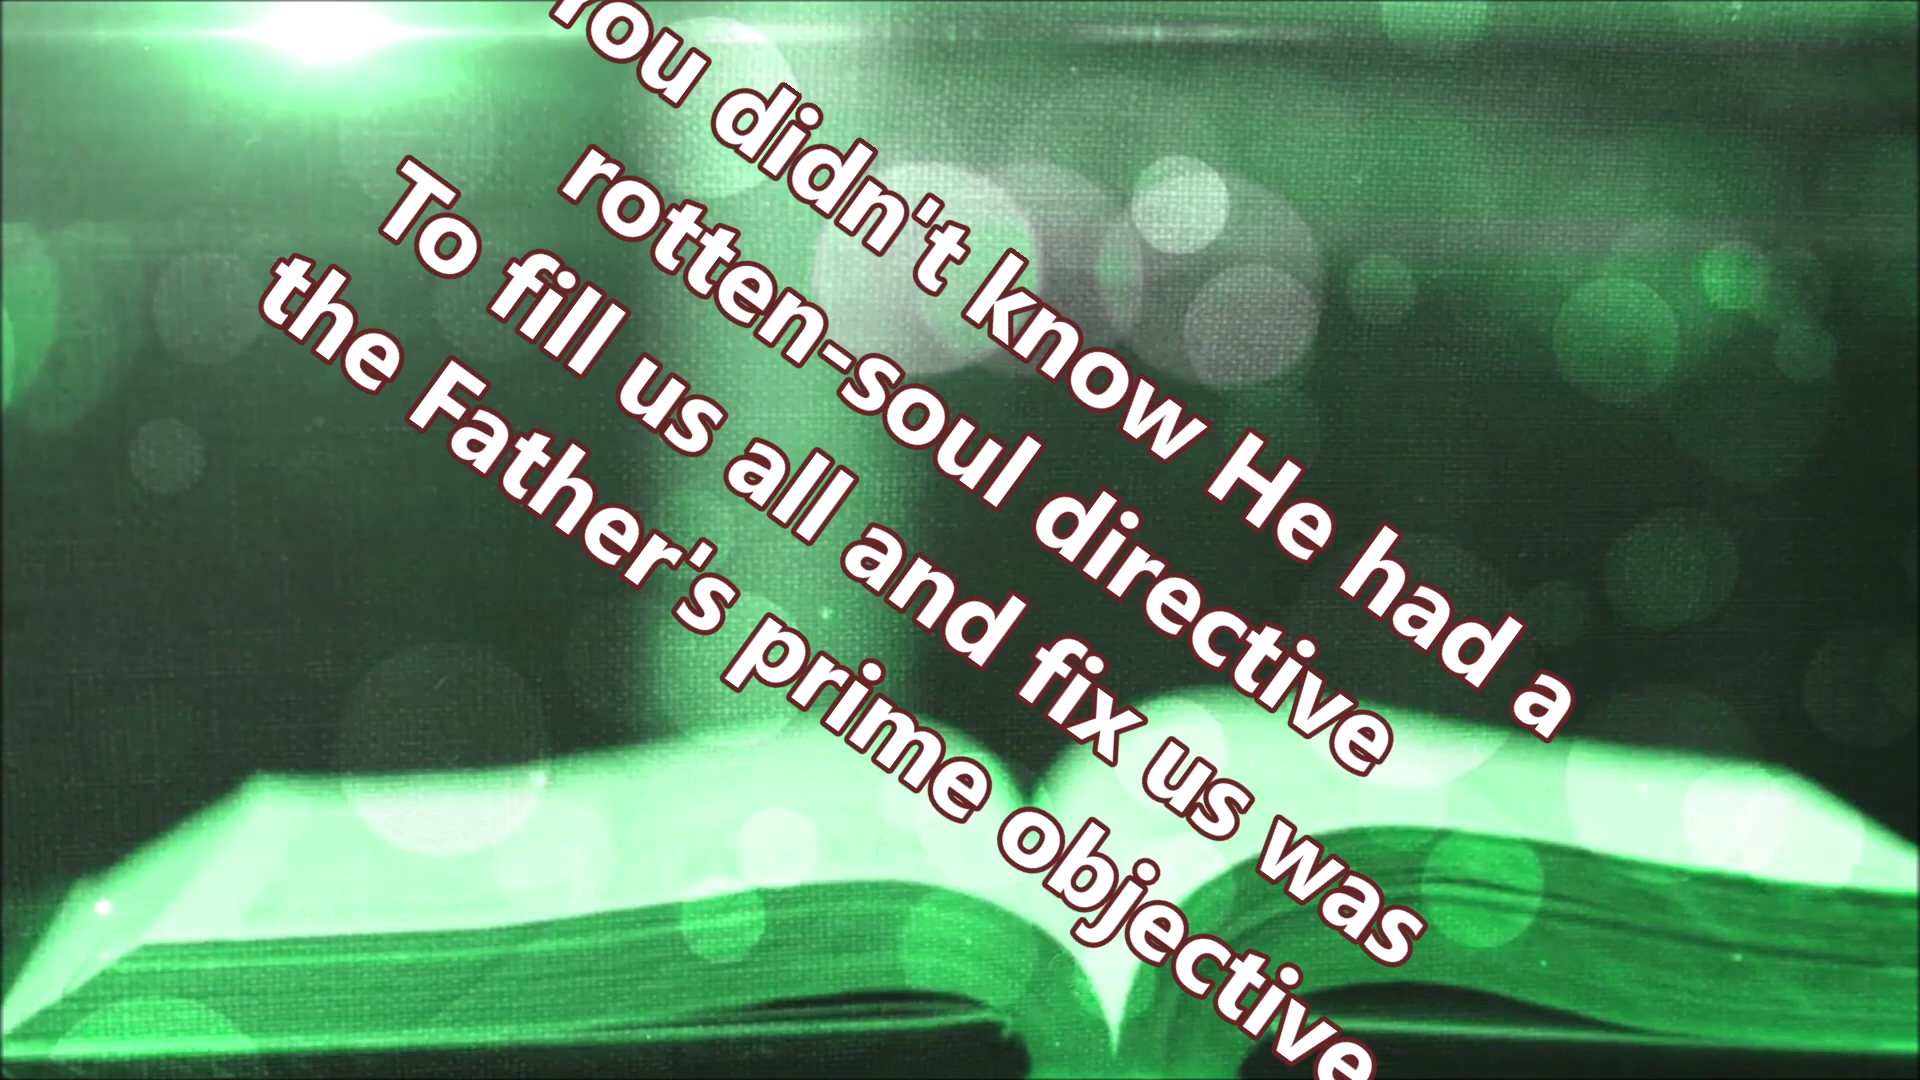 You didn't know He had a
rotten-soul directive
To fill us all and fix us was
the Father's prime objective